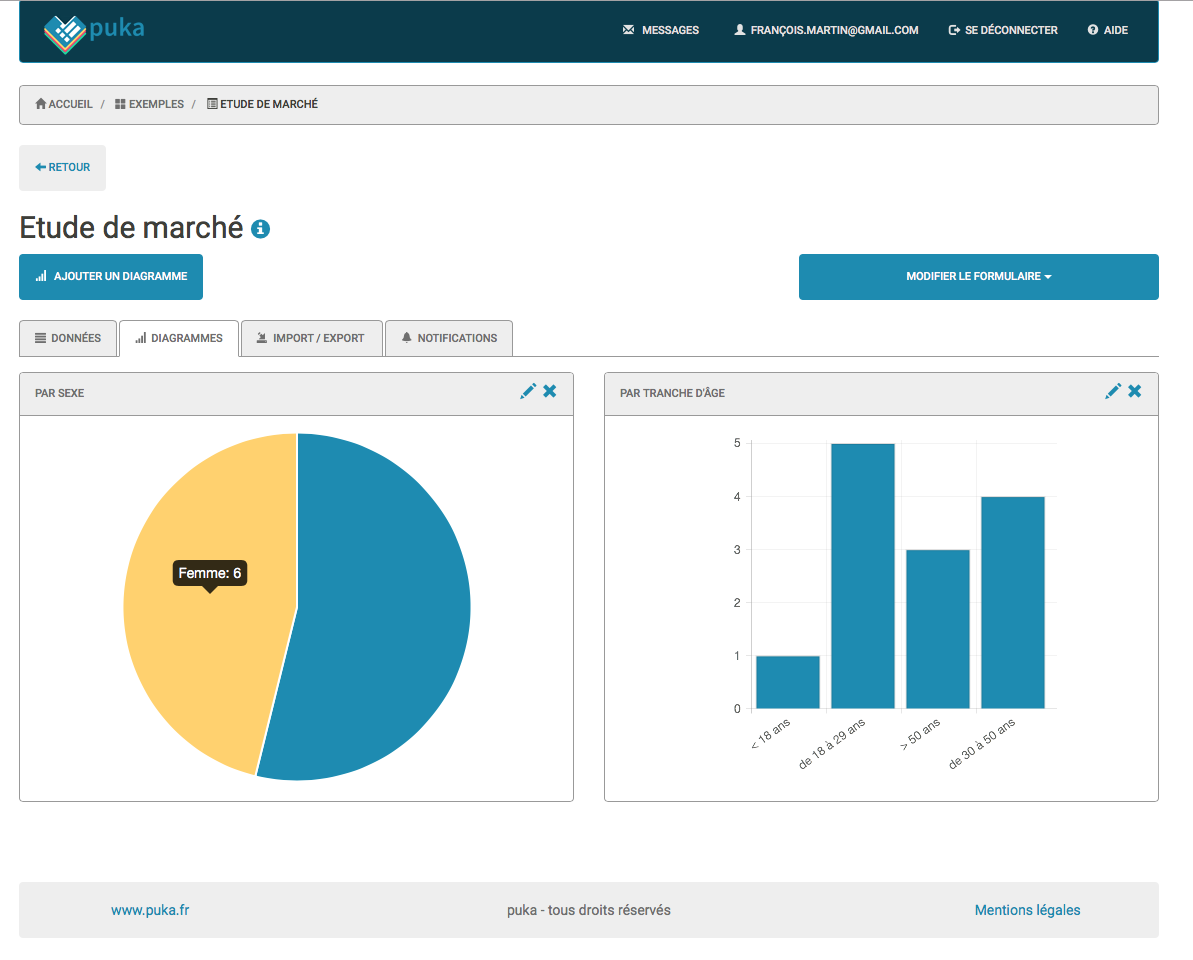 puka
MESSAGES
FRANÇOIS.MARTIN@GMAIL.COM
SE DÉCONNECTER
AIDE
ACCUEIL / EXEMPLES / ETUDE DE MARCHÉ
RETOUR
Etude de marché
AJOUTER UN DIAGRAMME
MODIFIER LE FORMULAIRE
DONNÉES
DIAGRAMMES
IMPORT / EXPORT
NOTIFICATIONS
PAR SEXE
Femme: 6
PAR TRANCHE D'ÂGE
5
4
3
2
1
0
< 18 ans
de 18 à 29 ans
> 50 ans
de 30 à 50 ans
www.puka.fr
puka - tous droits réservés
Mentions légales